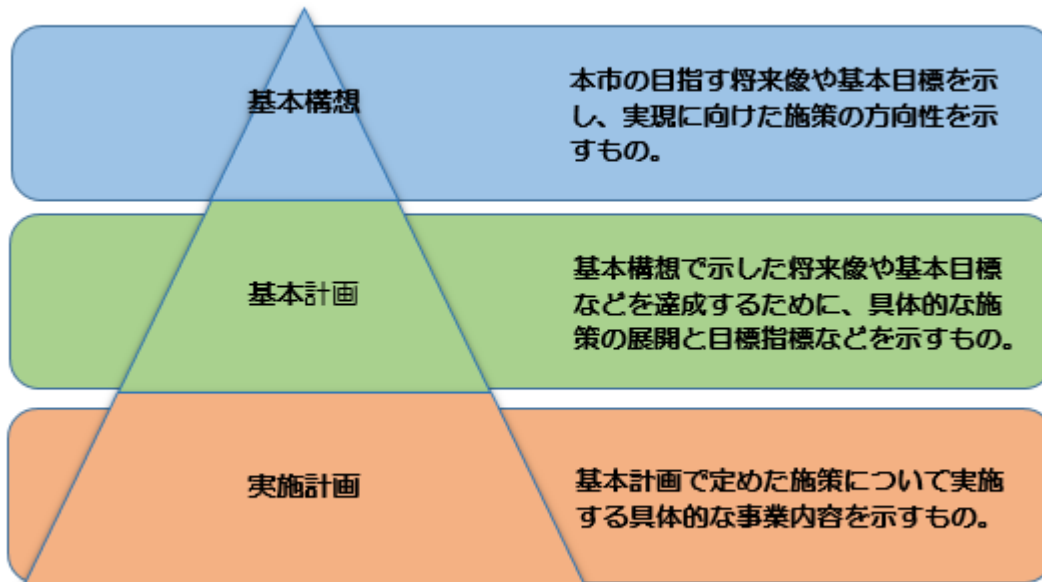 基本構想
本市の目指す将来像や基本目標を示
し、実現に向けた施策の方向性を示
すもの。
基本計画
基本構想で示した将来像や基本目標
などを達成するために、具体的な施
策の展開と目標指標などを示すもの。
実施計画
基本計画で定めた施策について実施
する具体的な事業内容を示すもの。